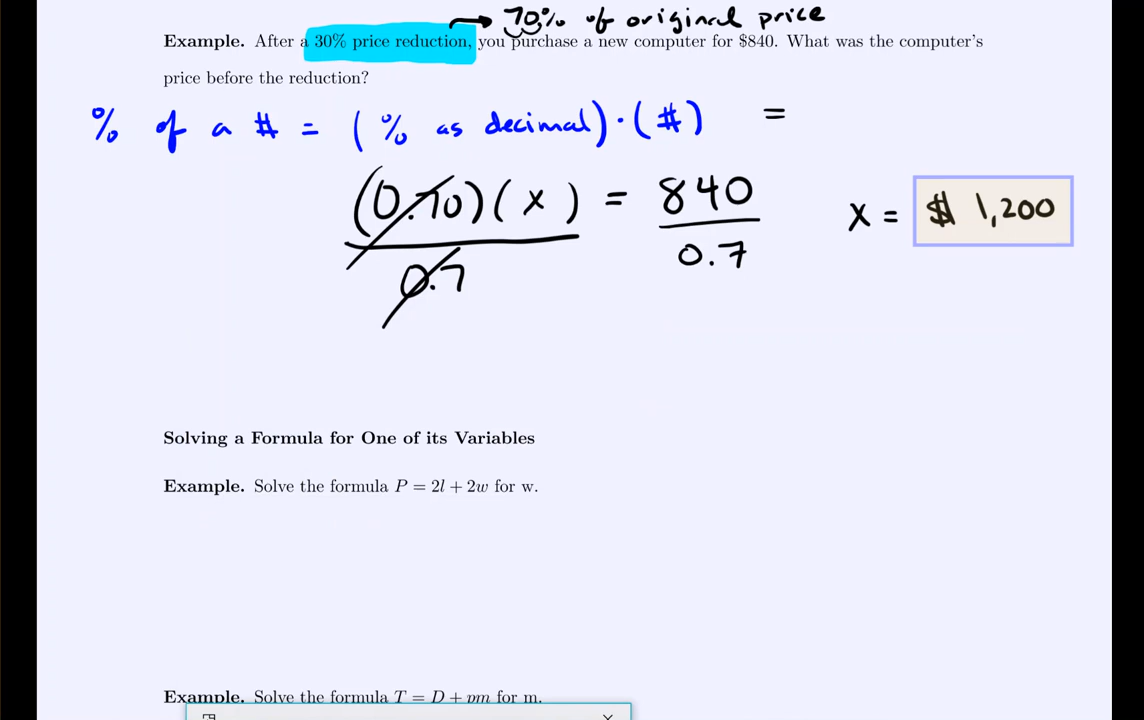 70% of original price
Example. After a 30% price reduction, you purchase a new computer for $840. What was the computer's
price before the reduction?
% of a # = (% as decimal) · (#) =
(0.70)(x) = 840
0.7 0.7
x = $ 1,200
Solving a Formula for One of its Variables
Example. Solve the formula P = 2l + 2w for w.
Example. Solve the formula T = D + pm for m.